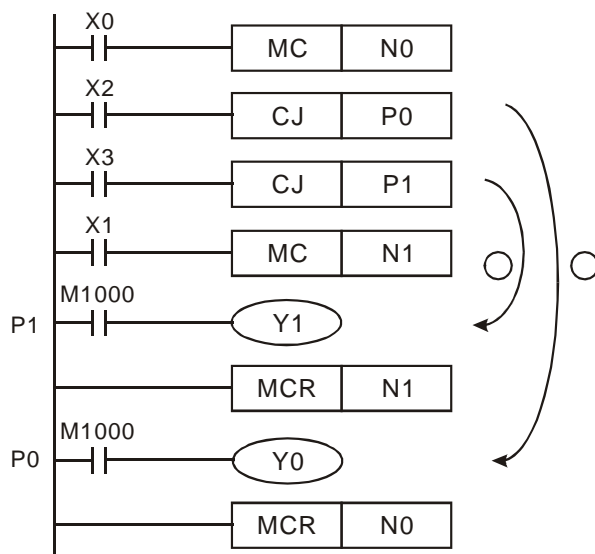 X0
MC N0
X2
CJ P0
X3
CJ P1
X1
MC N1
M1000
P1 Y1
MCR N1
M1000
P0 Y0
MCR N0